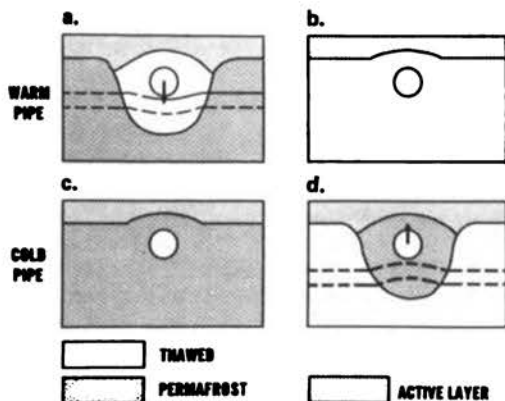 a.
b.
WARM
PIPE
c.
d.
COLD
PIPE
THAWED
PERMAFROST
ACTIVE LAYER